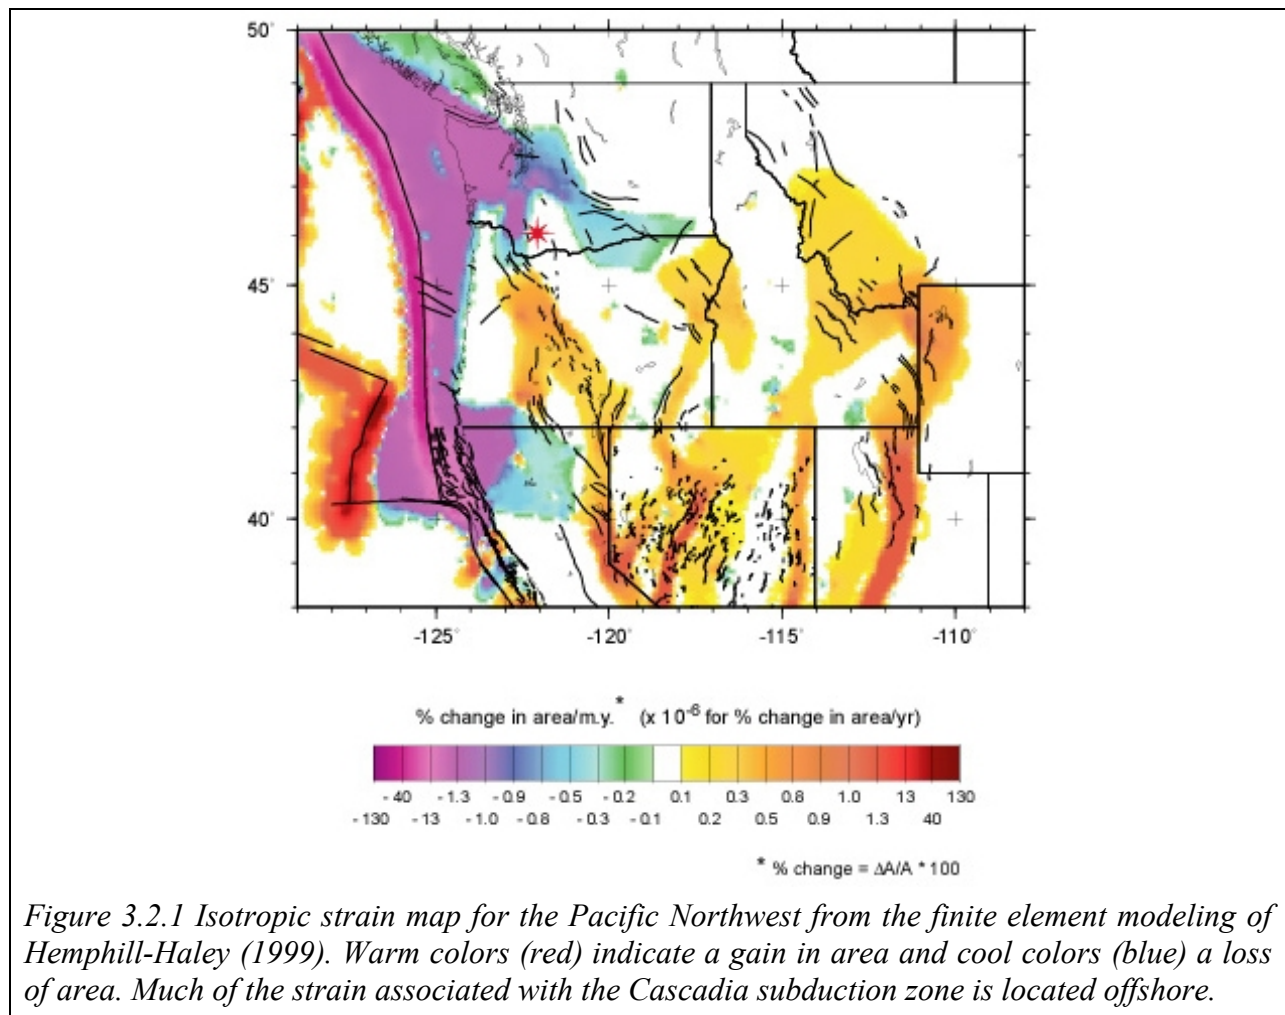 50°
45°
40°
-125° -120° -115° -110°
% change in area/m.y.* (x 10⁻⁶ for % change in area/yr)
- 40 - 1.3 - 0.9 - 0.5 - 0.2 0.1 0.3 0.8 1.0 13 130
- 130 - 13 - 1.0 - 0.8 - 0.3 - 0.1 0.2 0.5 0.9 1.3 40
* % change = ΔA/A * 100
Figure 3.2.1 Isotropic strain map for the Pacific Northwest from the finite element modeling of
Hemphill-Haley (1999). Warm colors (red) indicate a gain in area and cool colors (blue) a loss
of area. Much of the strain associated with the Cascadia subduction zone is located offshore.